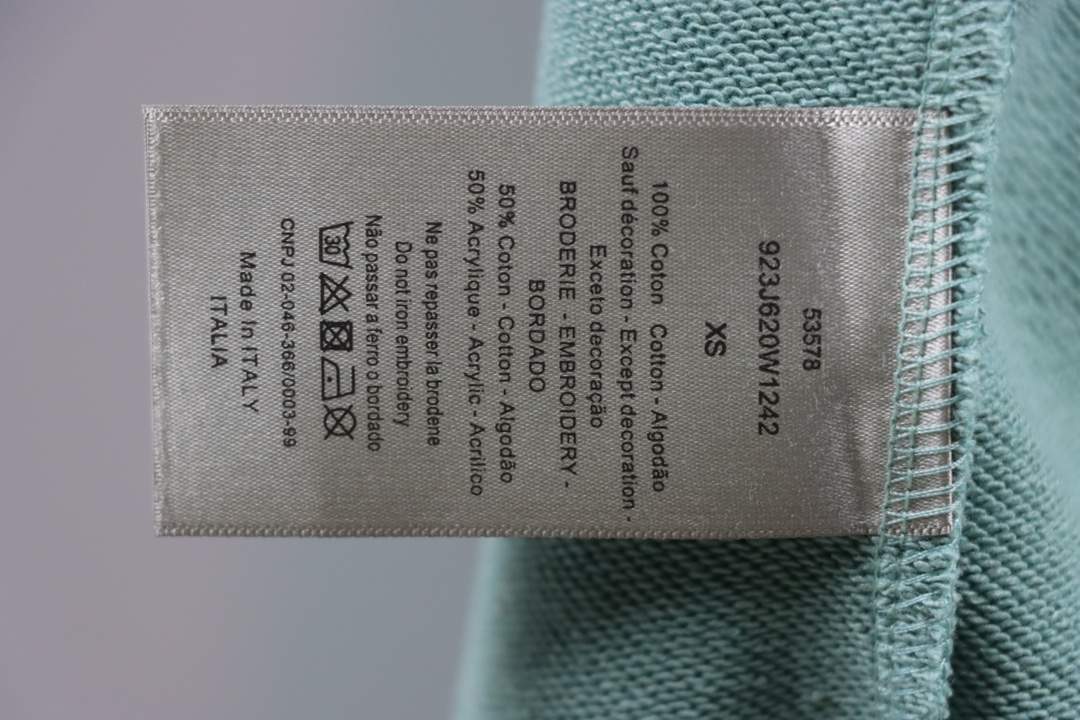 53578
923J620W1242
XS
100% Coton Cotton - Algodão
Sauf décoration - Except decoration -
Exceto decoração
BRODERIE - EMBROIDERY -
BORDADO
50% Coton - Cotton - Algodão
50% Acrylique - Acrylic - Acrilico
Ne pas repasser la broderie
Do not iron embroidery
Não passar a ferro o bordado
30
CNPJ 02-046-366/0003-99
Made In ITALY
ITALIA